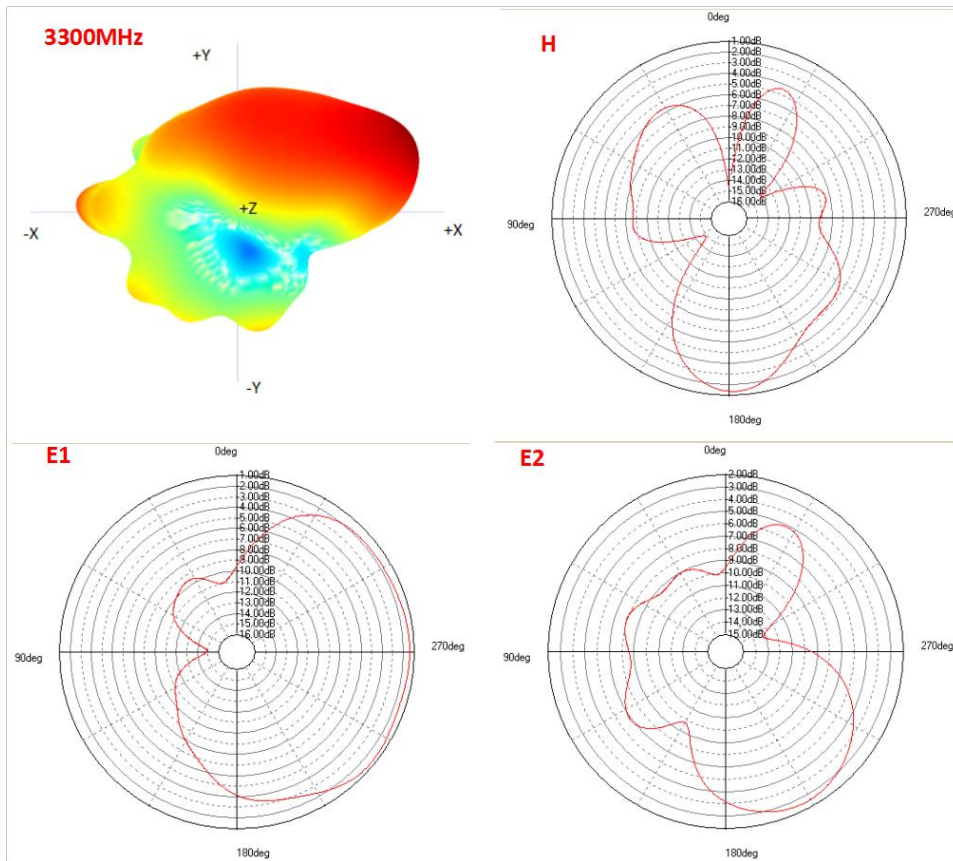 3300MHz
+Y
+Z
-X
+X
-Y
H
0deg
-1.00dB
-2.00dB
-3.00dB
-4.00dB
-5.00dB
-6.00dB
-7.00dB
-8.00dB
-9.00dB
-10.00dB
-11.00dB
-12.00dB
-13.00dB
-14.00dB
-15.00dB
-16.00dB
90deg
270deg
180deg
E1
0deg
-1.00dB
-2.00dB
-3.00dB
-4.00dB
-5.00dB
-6.00dB
-7.00dB
-8.00dB
-9.00dB
-10.00dB
-11.00dB
-12.00dB
-13.00dB
-14.00dB
-15.00dB
-16.00dB
90deg
270deg
180deg
E2
0deg
-2.00dB
-3.00dB
-4.00dB
-5.00dB
-6.00dB
-7.00dB
-8.00dB
-9.00dB
-10.00dB
-11.00dB
-12.00dB
-13.00dB
-14.00dB
-15.00dB
90deg
270deg
180deg